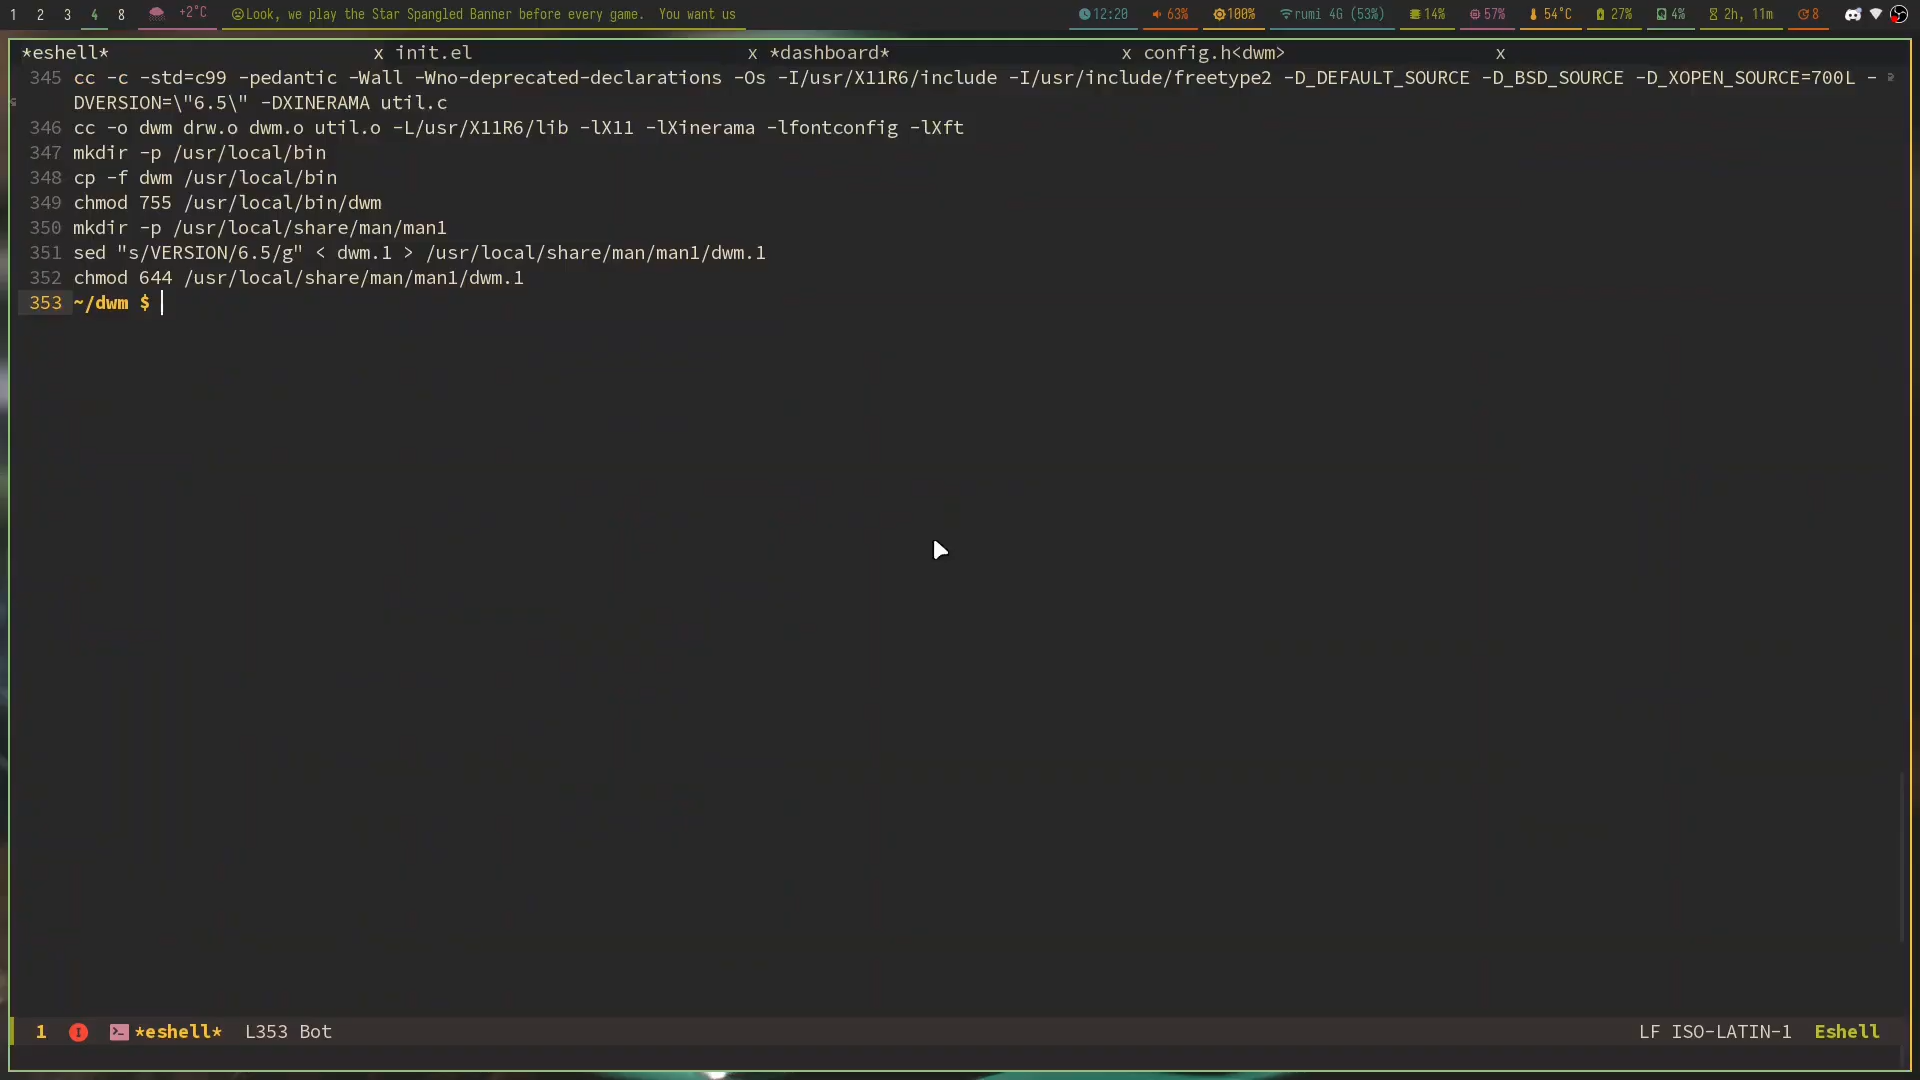 1 2 3 4 8 +2°C Look, we play the Star Spangled Banner before every game.  You want us 12:20 63% 100% rumi 4G (53%) 14% 57% 54°C 27% 4% 2h, 11m 8
*eshell* x init.el x *dashboard* x config.h<dwm> x
345 cc -c -std=c99 -pedantic -Wall -Wno-deprecated-declarations -Os -I/usr/X11R6/include -I/usr/include/freetype2 -D_DEFAULT_SOURCE -D_BSD_SOURCE -D_XOPEN_SOURCE=700L -
DVERSION=\"6.5\" -DXINERAMA util.c
346 cc -o dwm drw.o dwm.o util.o -L/usr/X11R6/lib -lX11 -lXinerama -lfontconfig -lXft
347 mkdir -p /usr/local/bin
348 cp -f dwm /usr/local/bin
349 chmod 755 /usr/local/bin/dwm
350 mkdir -p /usr/local/share/man/man1
351 sed "s/VERSION/6.5/g" < dwm.1 > /usr/local/share/man/man1/dwm.1
352 chmod 644 /usr/local/share/man/man1/dwm.1
353 ~/dwm $
1 I *eshell* L353 Bot LF ISO-LATIN-1 Eshell